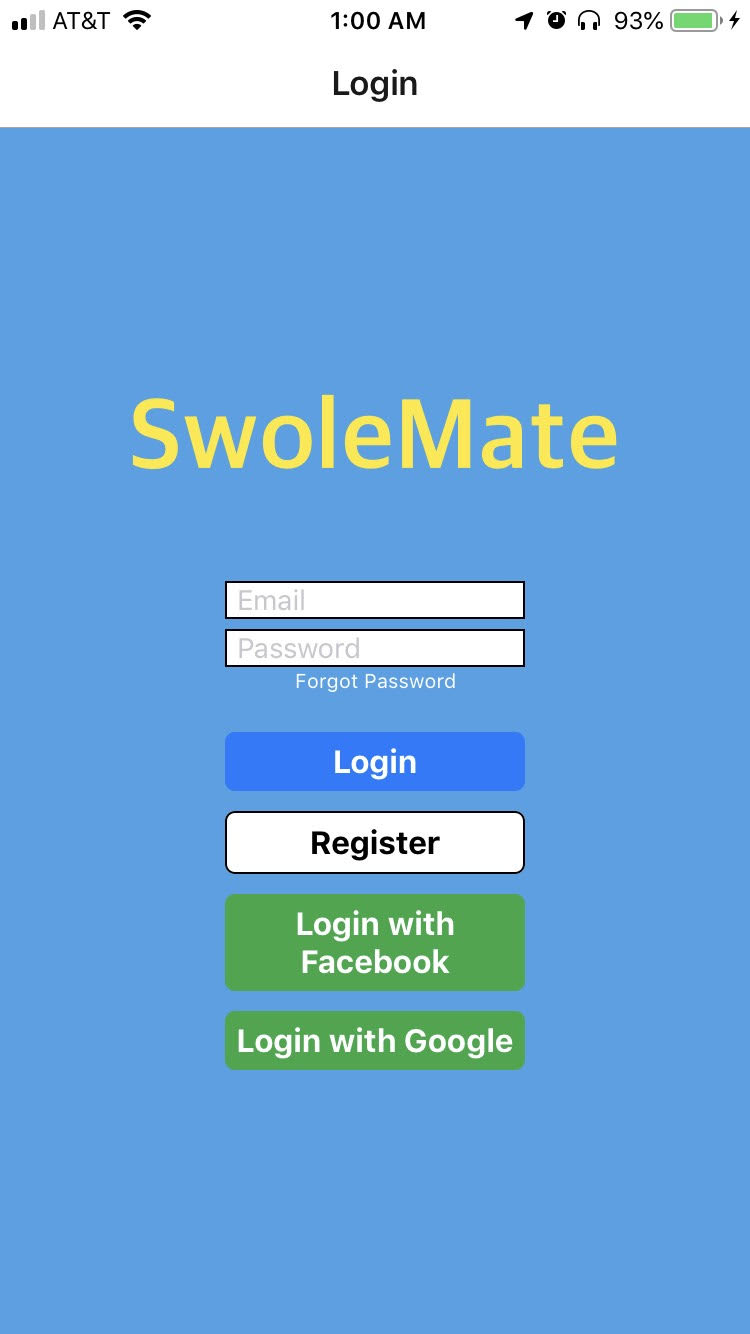 AT&T 1:00 AM 93%
Login
SwoleMate
Email
Password
Forgot Password
Login
Register
Login with
Facebook
Login with Google